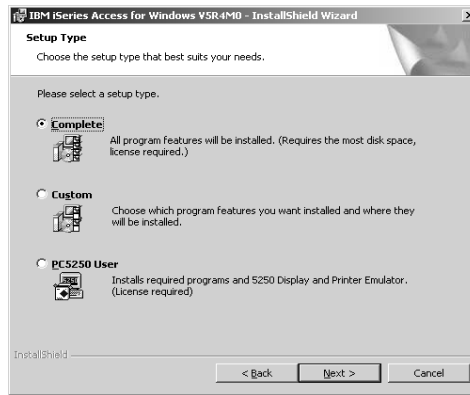 IBM iSeries Access for Windows V5R4M0 - InstallShield Wizard
Setup Type
Choose the setup type that best suits your needs.
Please select a setup type.
Complete
All program features will be installed. (Requires the most disk space,
license required.)
Custom
Choose which program features you want installed and where they
will be installed.
PC5250 User
Installs required programs and 5250 Display and Printer Emulator.
(License required)
InstallShield
< Back Next > Cancel